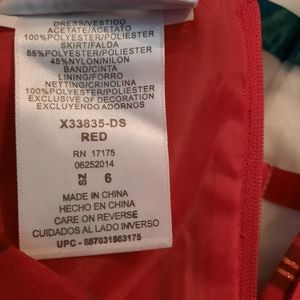 DRESS/VESTIDO
ACETATE/ACETATO
100%POLYESTER/POLIESTER
SKIRT/FALDA
55%POLYESTER/POLIESTER
45%NYLON/NILON
BAND/CINTA
LINING/FORRO
NETTING/CRINOLINA
100%POLYESTER/POLIESTER
EXCLUSIVE OF DECORATION
EXCLUYENDO ADORNOS
X33835-DS
RED
RN 17175
06252014
SZ 6
MADE IN CHINA
HECHO EN CHINA
CARE ON REVERSE
CUIDADOS AL LADO INVERSO
UPC - 887031563175